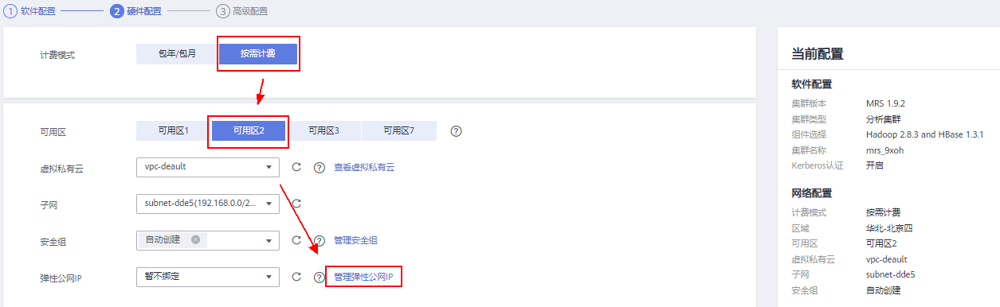 1 软件配置 2 硬件配置 3 高级配置
计费模式 包年/包月 按需计费
可用区 可用区1 可用区2 可用区3 可用区7 ?
虚拟私有云 vpc-deault ? 查看虚拟私有云
子网 subnet-dde5(192.168.0.0/2...
安全组 自动创建 ? 管理安全组
弹性公网IP 暂不绑定 ? 管理弹性公网IP
当前配置
软件配置
集群版本 MRS 1.9.2
集群类型 分析集群
组件选择 Hadoop 2.8.3 and HBase 1.3.1
集群名称 mrs_9xoh
Kerberos认证 开启
网络配置
计费模式 按需计费
区域 华北-北京四
可用区 可用区2
虚拟私有云 vpc-deault
子网 subnet-dde5
安全组 自动创建